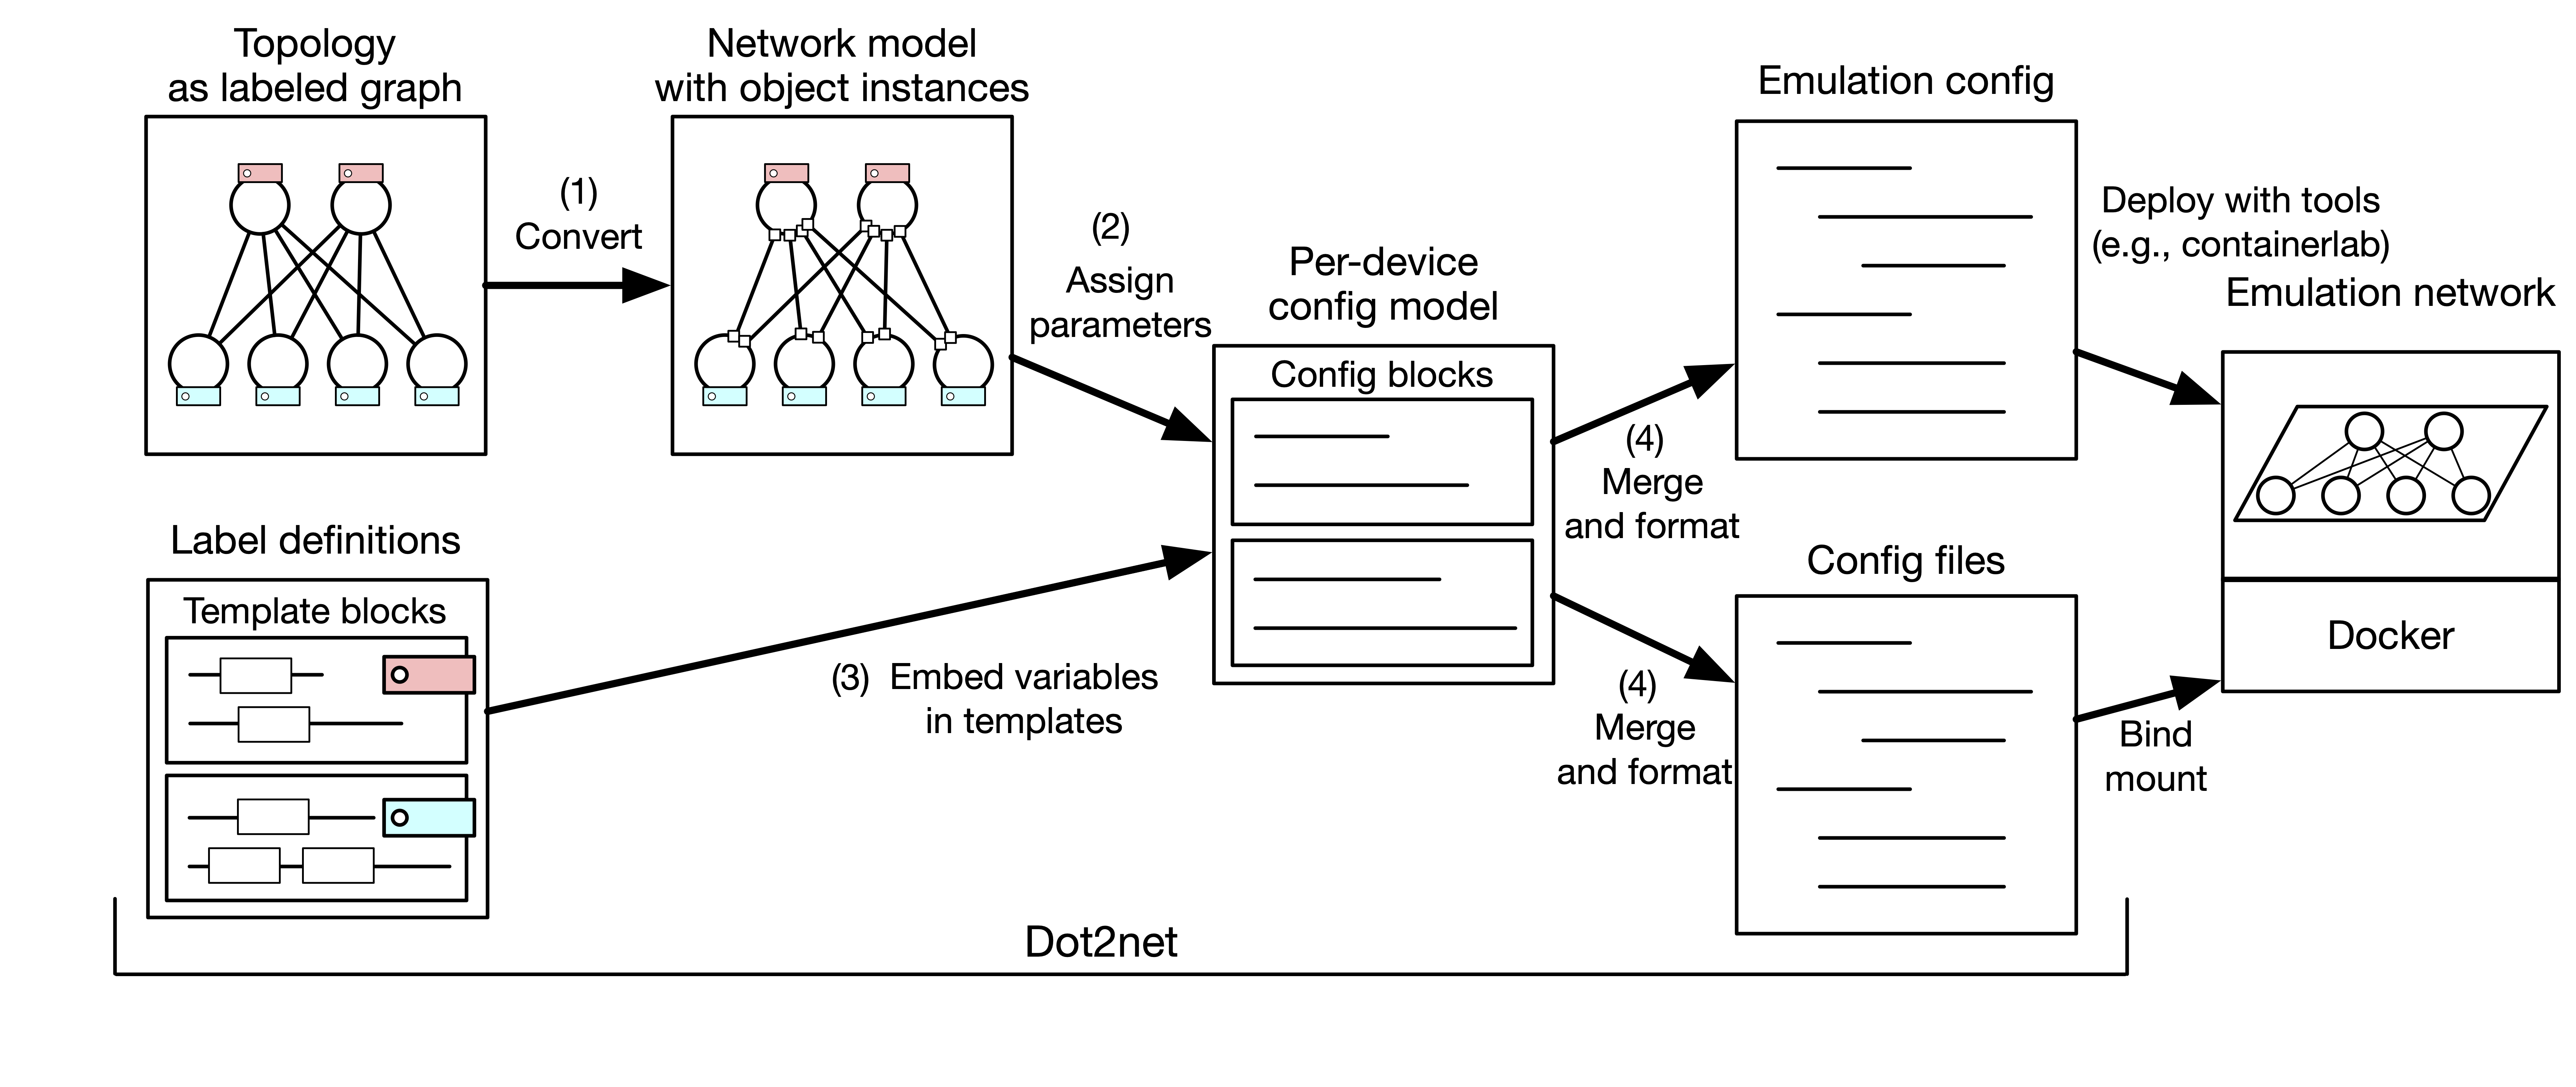 Topology
as labeled graph
(1)
Convert
Network model
with object instances
(2)
Assign
parameters
Label definitions
Template blocks
(3) Embed variables
in templates
Per-device
config model
Config blocks
(4)
Merge
and format
(4)
Merge
and format
Emulation config
Config files
Deploy with tools
(e.g., containerlab)
Emulation network
Docker
Bind
mount
Dot2net